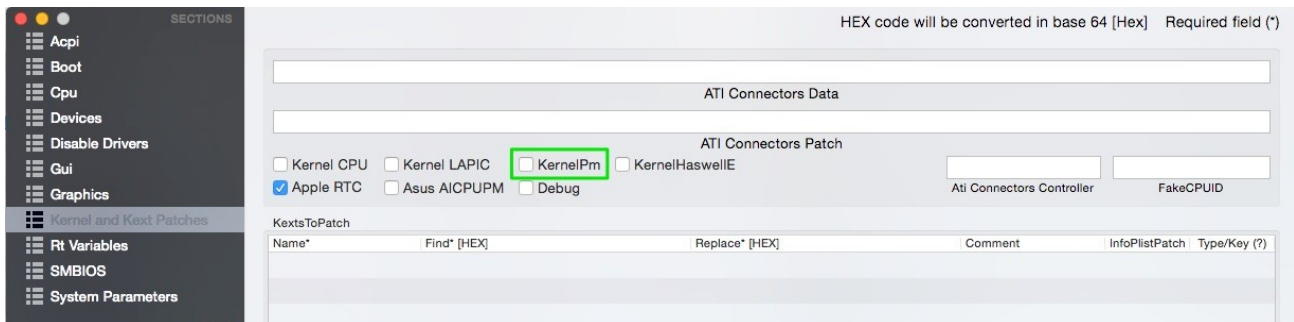 SECTIONS
Acpi
Boot
Cpu
Devices
Disable Drivers
Gui
Graphics
Kernel and Kext Patches
Rt Variables
SMBIOS
System Parameters
HEX code will be converted in base 64 [Hex] Required field (*)
ATI Connectors Data
ATI Connectors Patch
Kernel CPU Kernel LAPIC KernelPm KernelHaswellE
Apple RTC Asus AICPUPM Debug
Ati Connectors Controller FakeCPUID
KextsToPatch
Name* Find* [HEX] Replace* [HEX] Comment InfoPlistPatch Type/Key (?)